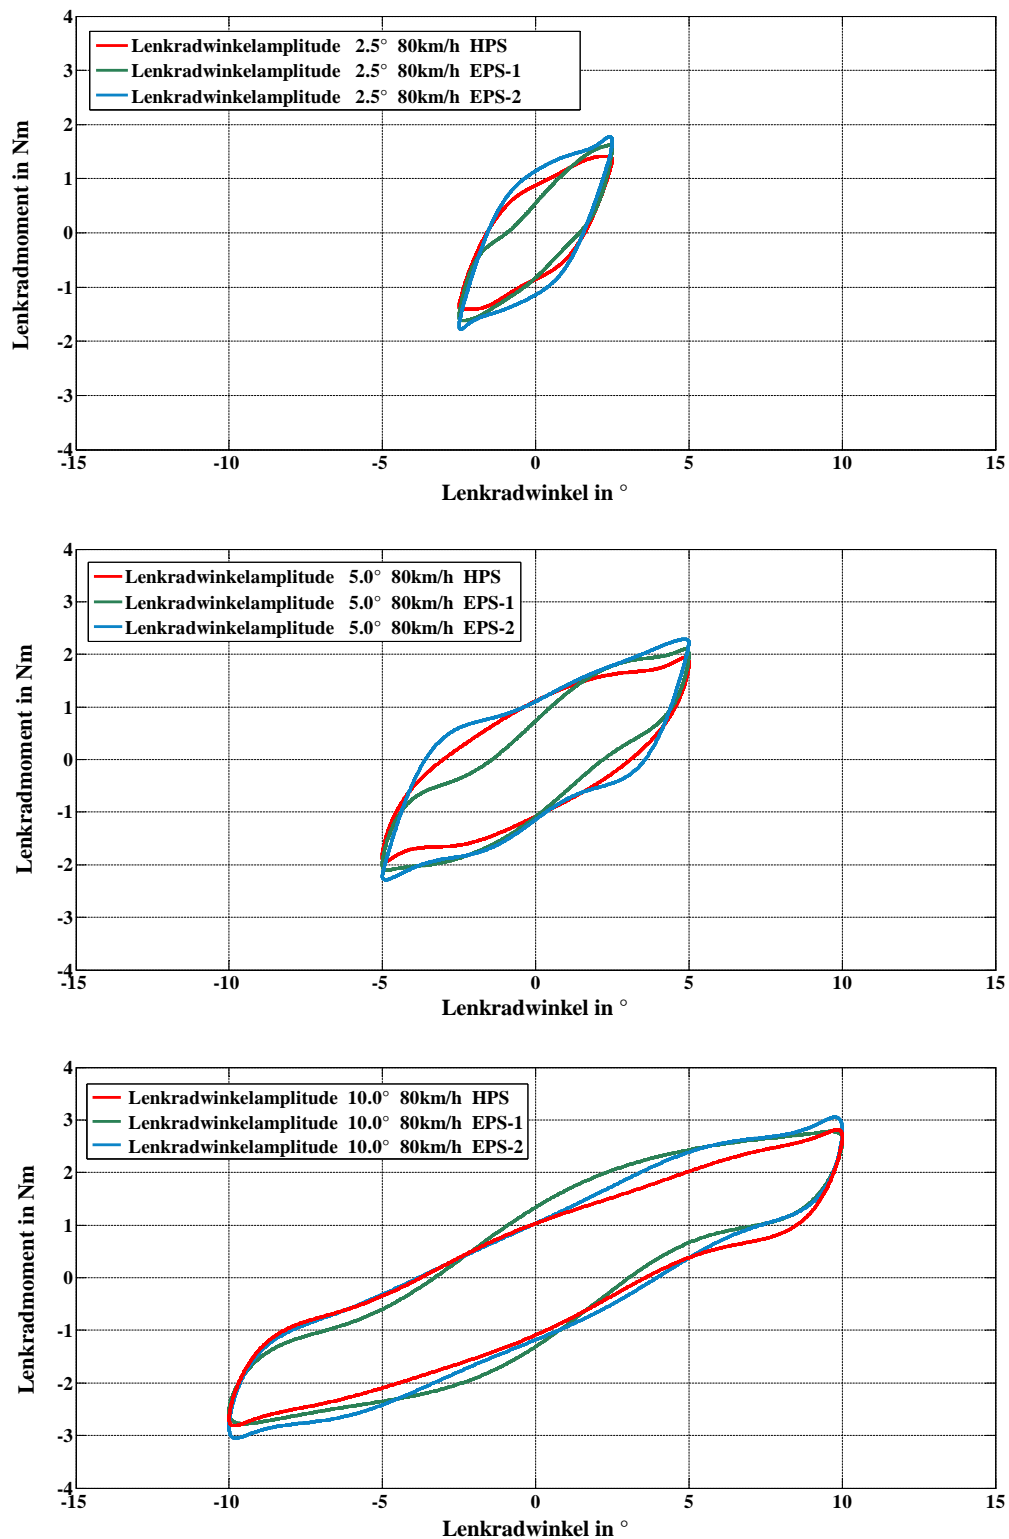 4
Lenkradwinkelamplitude 2.5° 80km/h HPS
3
Lenkradwinkelamplitude 2.5° 80km/h EPS-1
Lenkradwinkelamplitude 2.5° 80km/h EPS-2
2
1
0
-1
-2
-3
-4
Lenkradmoment in Nm
-15 -10 -5 0 5 10 15
Lenkradwinkel in °
4
Lenkradwinkelamplitude 5.0° 80km/h HPS
3
Lenkradwinkelamplitude 5.0° 80km/h EPS-1
Lenkradwinkelamplitude 5.0° 80km/h EPS-2
2
1
0
-1
-2
-3
-4
Lenkradmoment in Nm
-15 -10 -5 0 5 10 15
Lenkradwinkel in °
4
Lenkradwinkelamplitude 10.0° 80km/h HPS
3
Lenkradwinkelamplitude 10.0° 80km/h EPS-1
Lenkradwinkelamplitude 10.0° 80km/h EPS-2
2
1
0
-1
-2
-3
-4
Lenkradmoment in Nm
-15 -10 -5 0 5 10 15
Lenkradwinkel in °